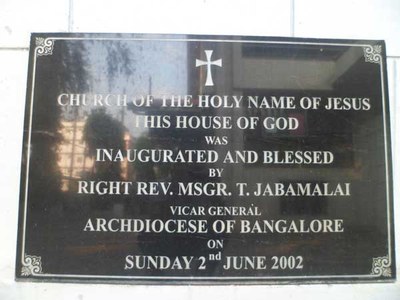 CHURCH OF THE HOLY NAME OF JESUS
THIS HOUSE OF GOD
WAS
INAUGURATED AND BLESSED
BY
RIGHT REV. MSGR. T. JABAMALAI
VICAR GENERAL
ARCHDIOCESE OF BANGALORE
ON
SUNDAY 2nd JUNE 2002